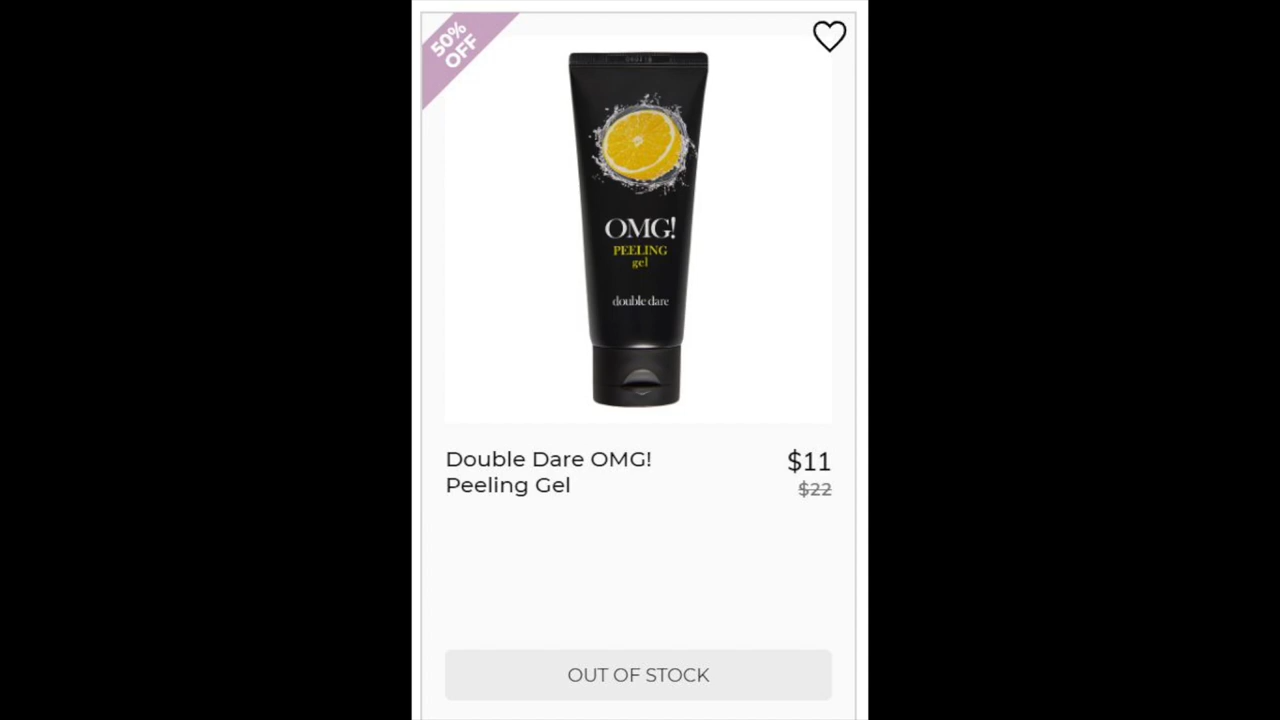 50%
OFF
OMG!
PEELING
gel
double dare
Double Dare OMG!
Peeling Gel
$11
$22
OUT OF STOCK